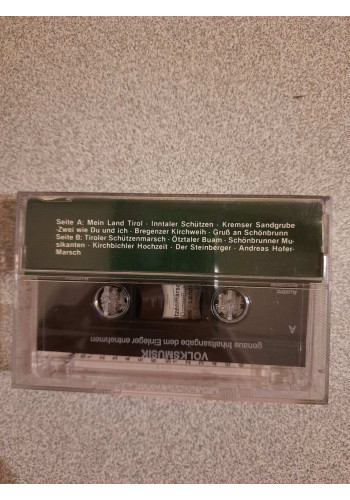 Seite A: Mein Land Tirol · Inntaler Schützen · Kremser Sandgrube
·Zwei wie Du und ich · Bregenzer Kirchweih · Gruß an Schönbrunn
Seite B: Tiroler Schützenmarsch · Ötztaler Buam · Schönbrunner Mu-
sikanten · Kirchbichler Hochzeit · Der Steinberger · Andreas Hofer-
Marsch
A
VOLKSMUSIK
genaue Inhaltsangabe dem Einleger entnehmen